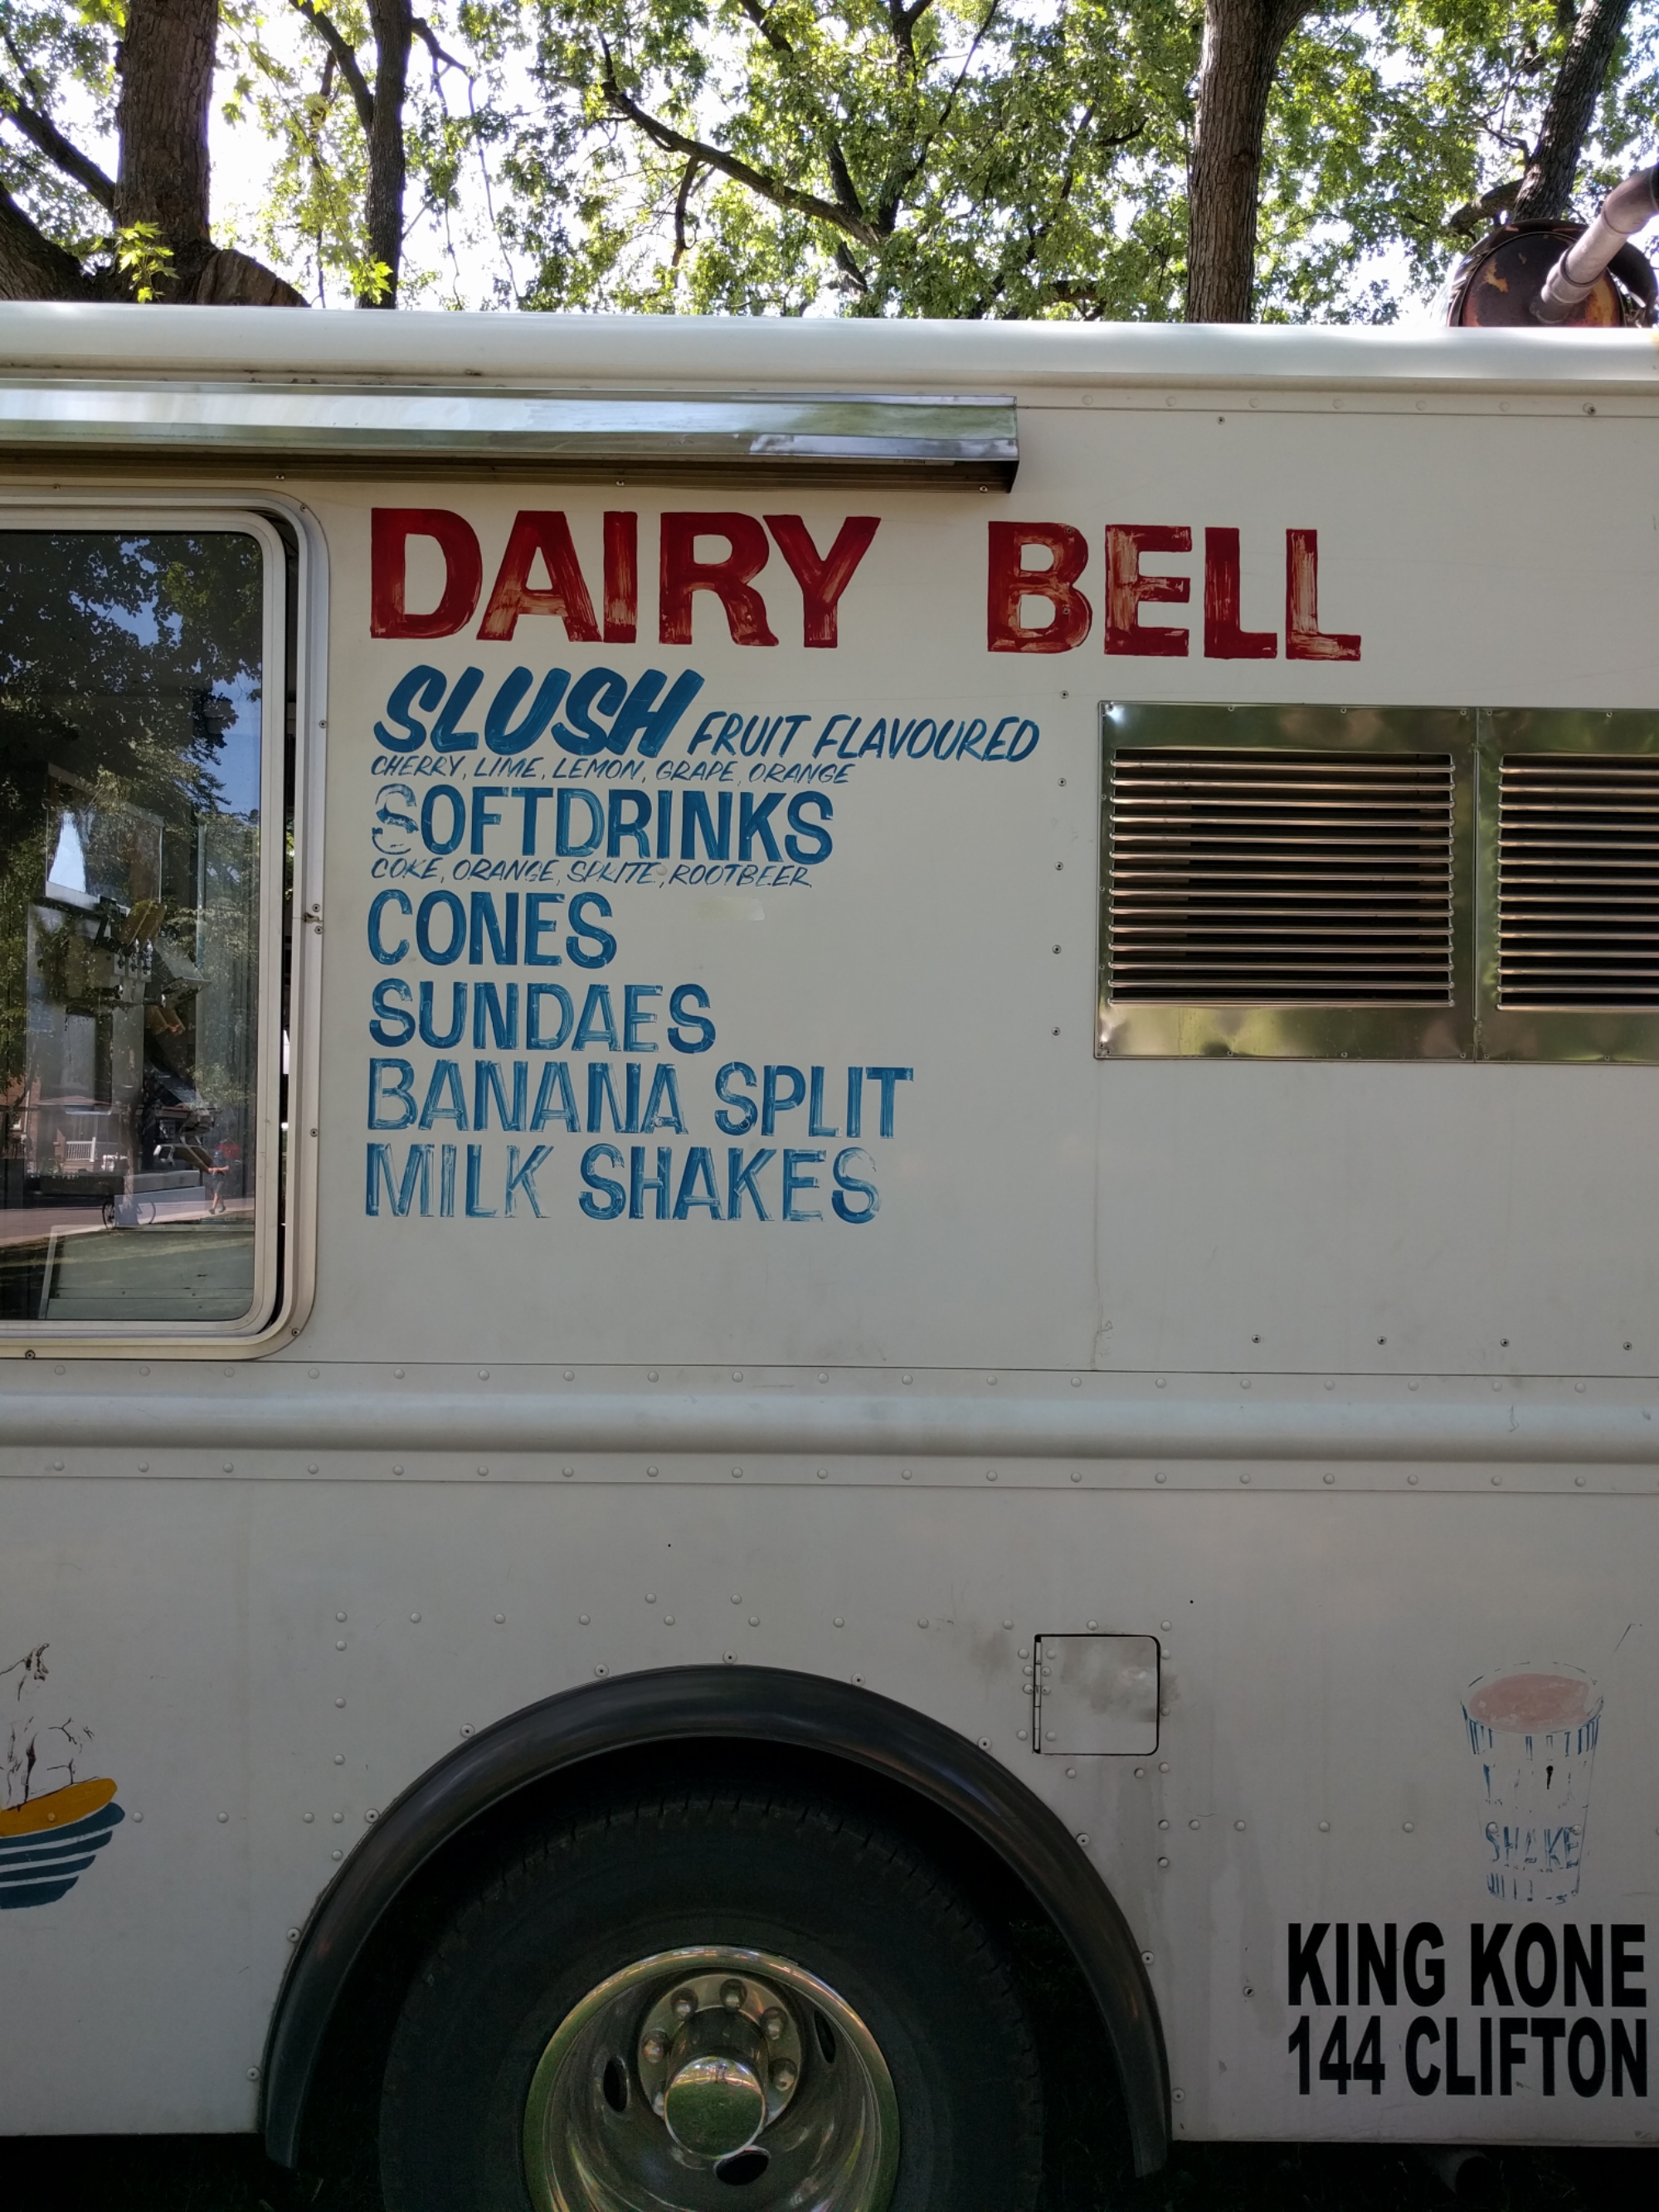 DAIRY BELL
SLUSH FRUIT FLAVOURED
CHERRY, LIME, LEMON, GRAPE, ORANGE
SOFTDRINKS
COKE, ORANGE, SPRITE, ROOTBEER
CONES
SUNDAES
BANANA SPLIT
MILK SHAKES
SHAKE
KING KONE
144 CLIFTON